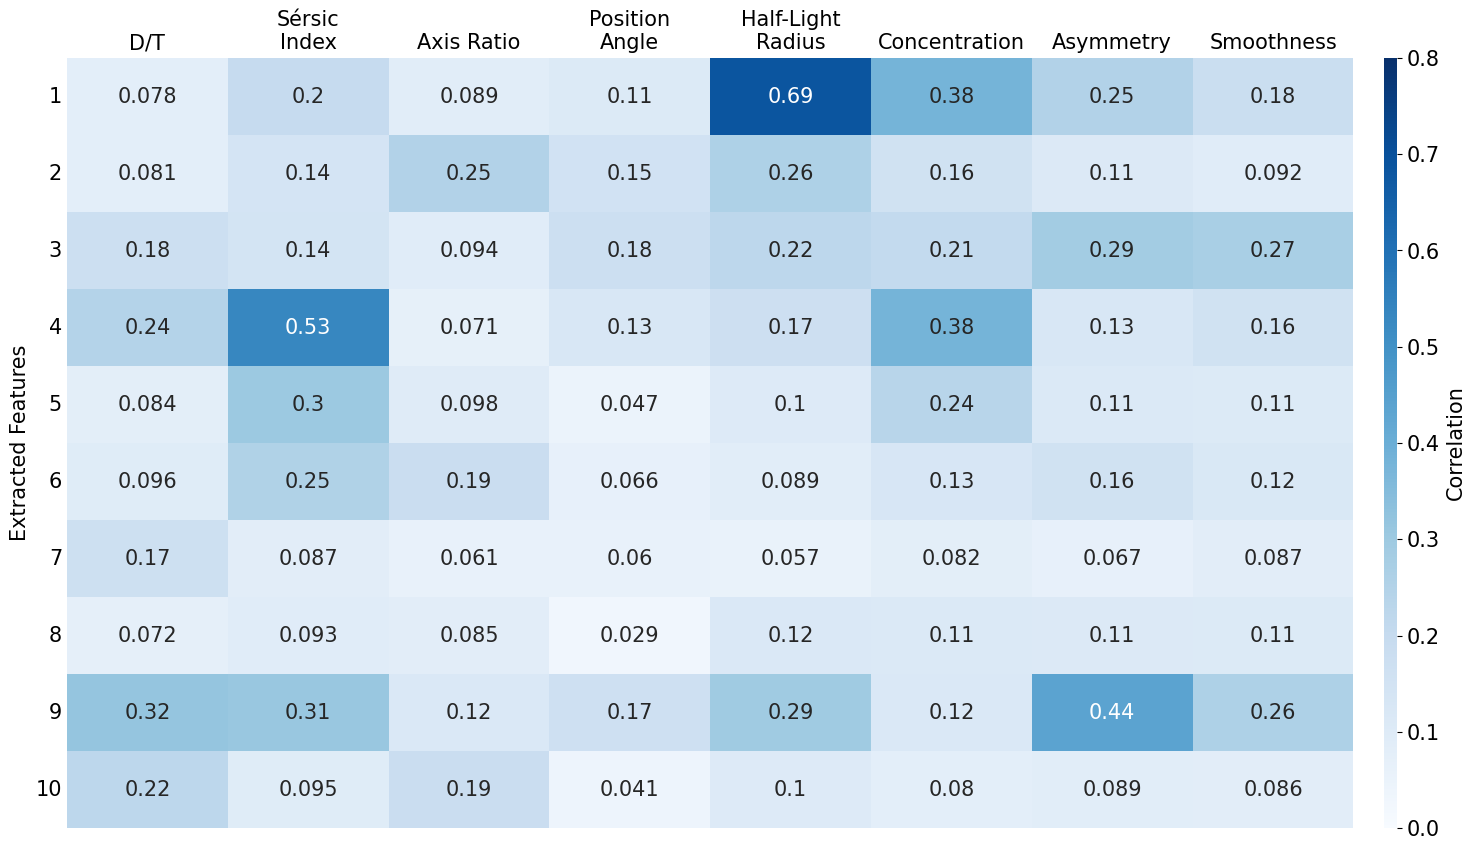 Sérsic
Index
Position
Angle
Half-Light
Radius
D/T
Axis Ratio
Concentration
Asymmetry
Smoothness
1 0.078 0.2 0.089 0.11 0.69 0.38 0.25 0.18
2 0.081 0.14 0.25 0.15 0.26 0.16 0.11 0.092
3 0.18 0.14 0.094 0.18 0.22 0.21 0.29 0.27
4 0.24 0.53 0.071 0.13 0.17 0.38 0.13 0.16
5 0.084 0.3 0.098 0.047 0.1 0.24 0.11 0.11
6 0.096 0.25 0.19 0.066 0.089 0.13 0.16 0.12
7 0.17 0.087 0.061 0.06 0.057 0.082 0.067 0.087
8 0.072 0.093 0.085 0.029 0.12 0.11 0.11 0.11
9 0.32 0.31 0.12 0.17 0.29 0.12 0.44 0.26
10 0.22 0.095 0.19 0.041 0.1 0.08 0.089 0.086
Extracted Features
0.8
0.7
0.6
0.5
0.4
0.3
0.2
0.1
0.0
Correlation